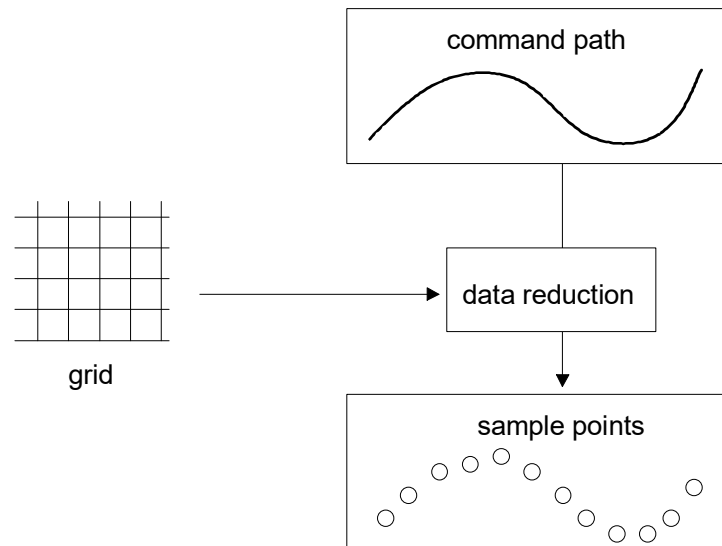 command path
data reduction
grid
sample points